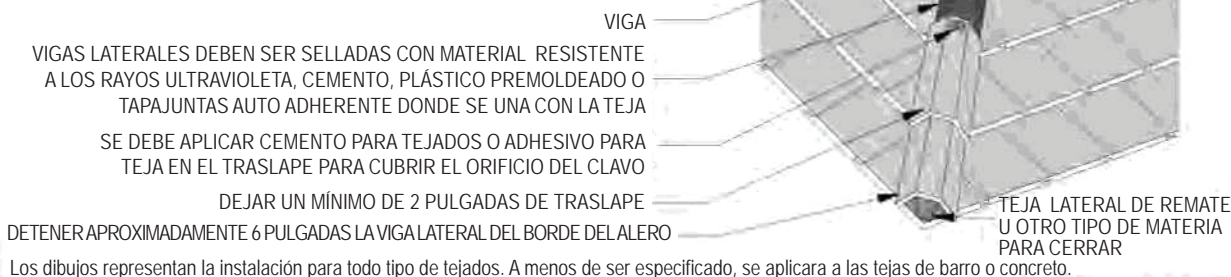 VIGA
VIGAS LATERALES DEBEN SER SELLADAS CON MATERIAL RESISTENTE
A LOS RAYOS ULTRAVIOLETA, CEMENTO, PLÁSTICO PREMOLDEADO O
TAPAJUNTAS AUTO ADHERENTE DONDE SE UNA CON LA TEJA
SE DEBE APLICAR CEMENTO PARA TEJADOS O ADHESIVO PARA
TEJA EN EL TRASLAPE PARA CUBRIR EL ORIFICIO DEL CLAVO
DEJAR UN MÍNIMO DE 2 PULGADAS DE TRASLAPE
DETENER APROXIMADAMENTE 6 PULGADAS LA VIGA LATERAL DEL BORDE DEL ALERO
TEJA LATERAL DE REMATE
U OTRO TIPO DE MATERIA
PARA CERRAR
Los dibujos representan la instalación para todo tipo de tejados. A menos de ser especificado, se aplicara a las tejas de barro o concreto.